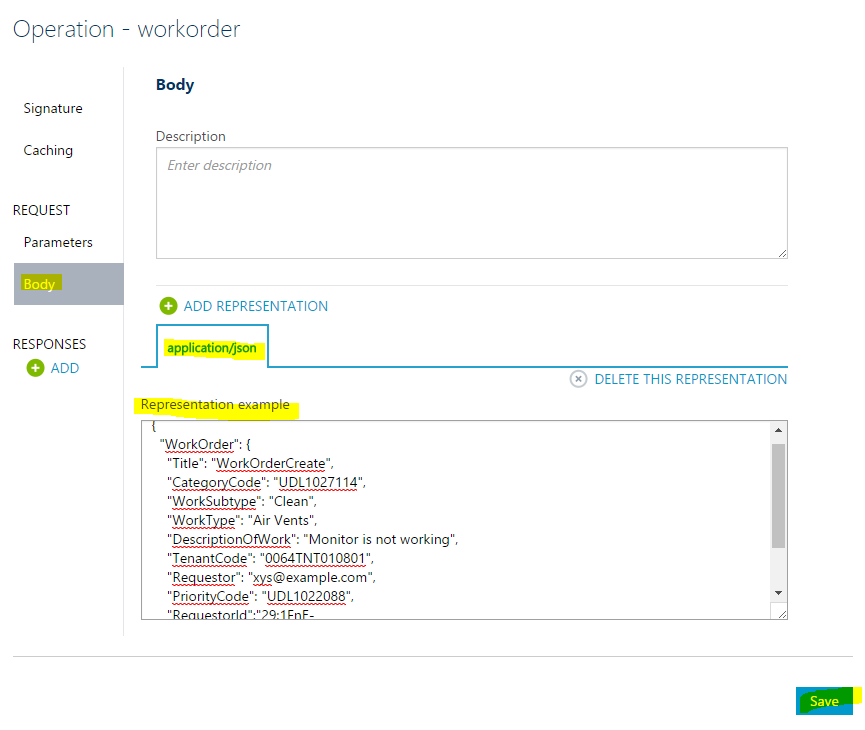 Operation - workorder
Signature
Caching
REQUEST
Parameters
Body
RESPONSES
ADD
Body
Description
Enter description
ADD REPRESENTATION
application/json
DELETE THIS REPRESENTATION
Representation example
{
"WorkOrder": {
"Title": "WorkOrderCreate",
"CategoryCode": "UDL1027114",
"WorkSubtype": "Clean",
"WorkType": "Air Vents",
"DescriptionOfWork": "Monitor is not working",
"TenantCode": "0064TNT010801",
"Requestor": "xys@example.com",
"PriorityCode": "UDL1022088",
"RequestorId":"29:1FnF-
Save